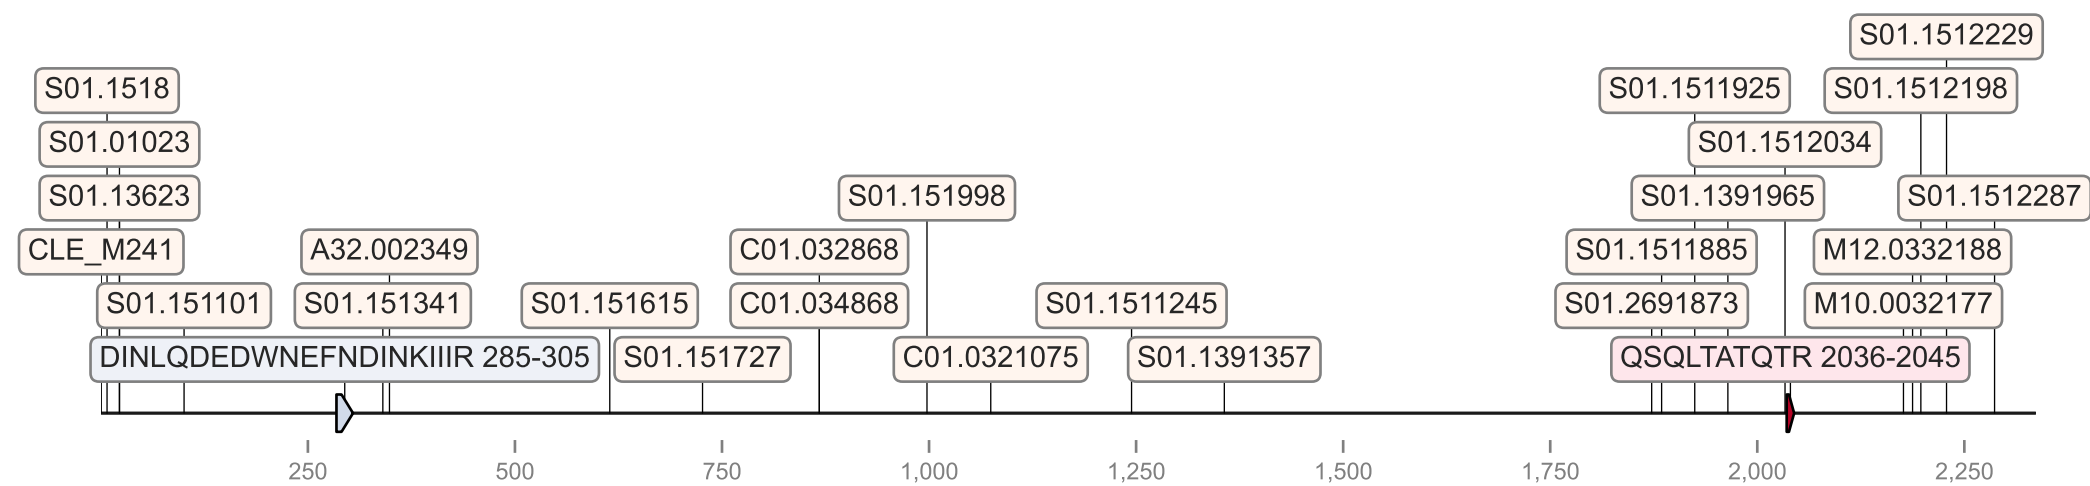 S01.1512229
S01.1518
S01.1511925
S01.1512198
S01.01023
S01.1512034
S01.13623
S01.151998
S01.1391965
S01.1512287
CLE_M241
A32.002349
C01.032868
S01.1511885
M12.0332188
S01.151101
S01.151341
S01.151615
C01.034868
S01.1511245
S01.2691873
M10.0032177
DINLQDEDWNEFNDINKIIIR 285-305
S01.151727
C01.0321075
S01.1391357
QSQLTATQTR 2036-2045
250
500
750
1,000
1,250
1,500
1,750
2,000
2,250